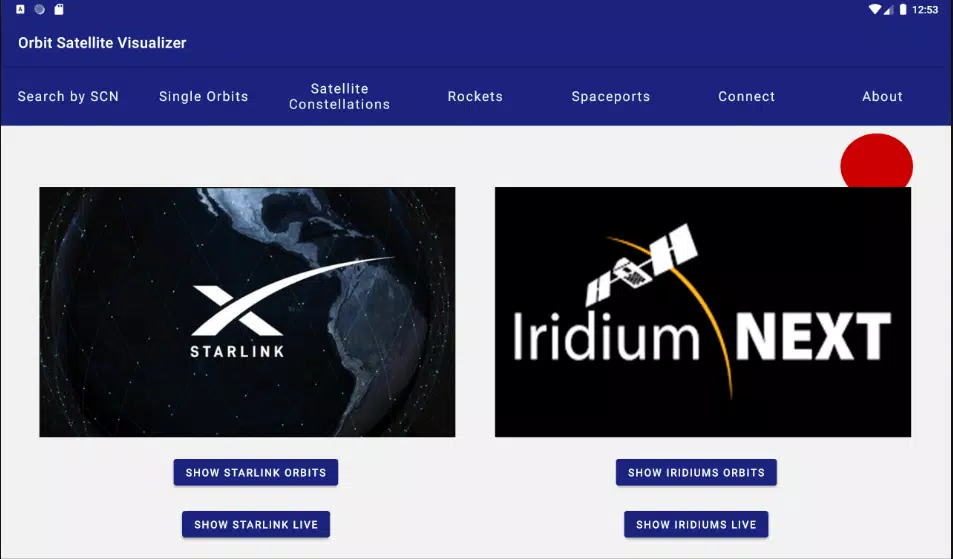 12:53
Orbit Satellite Visualizer
Search by SCN
Single Orbits
Satellite
Constellations
Rockets
Spaceports
Connect
About
STARLINK
Iridium NEXT
SHOW STARLINK ORBITS
SHOW IRIDIUMS ORBITS
SHOW STARLINK LIVE
SHOW IRIDIUMS LIVE